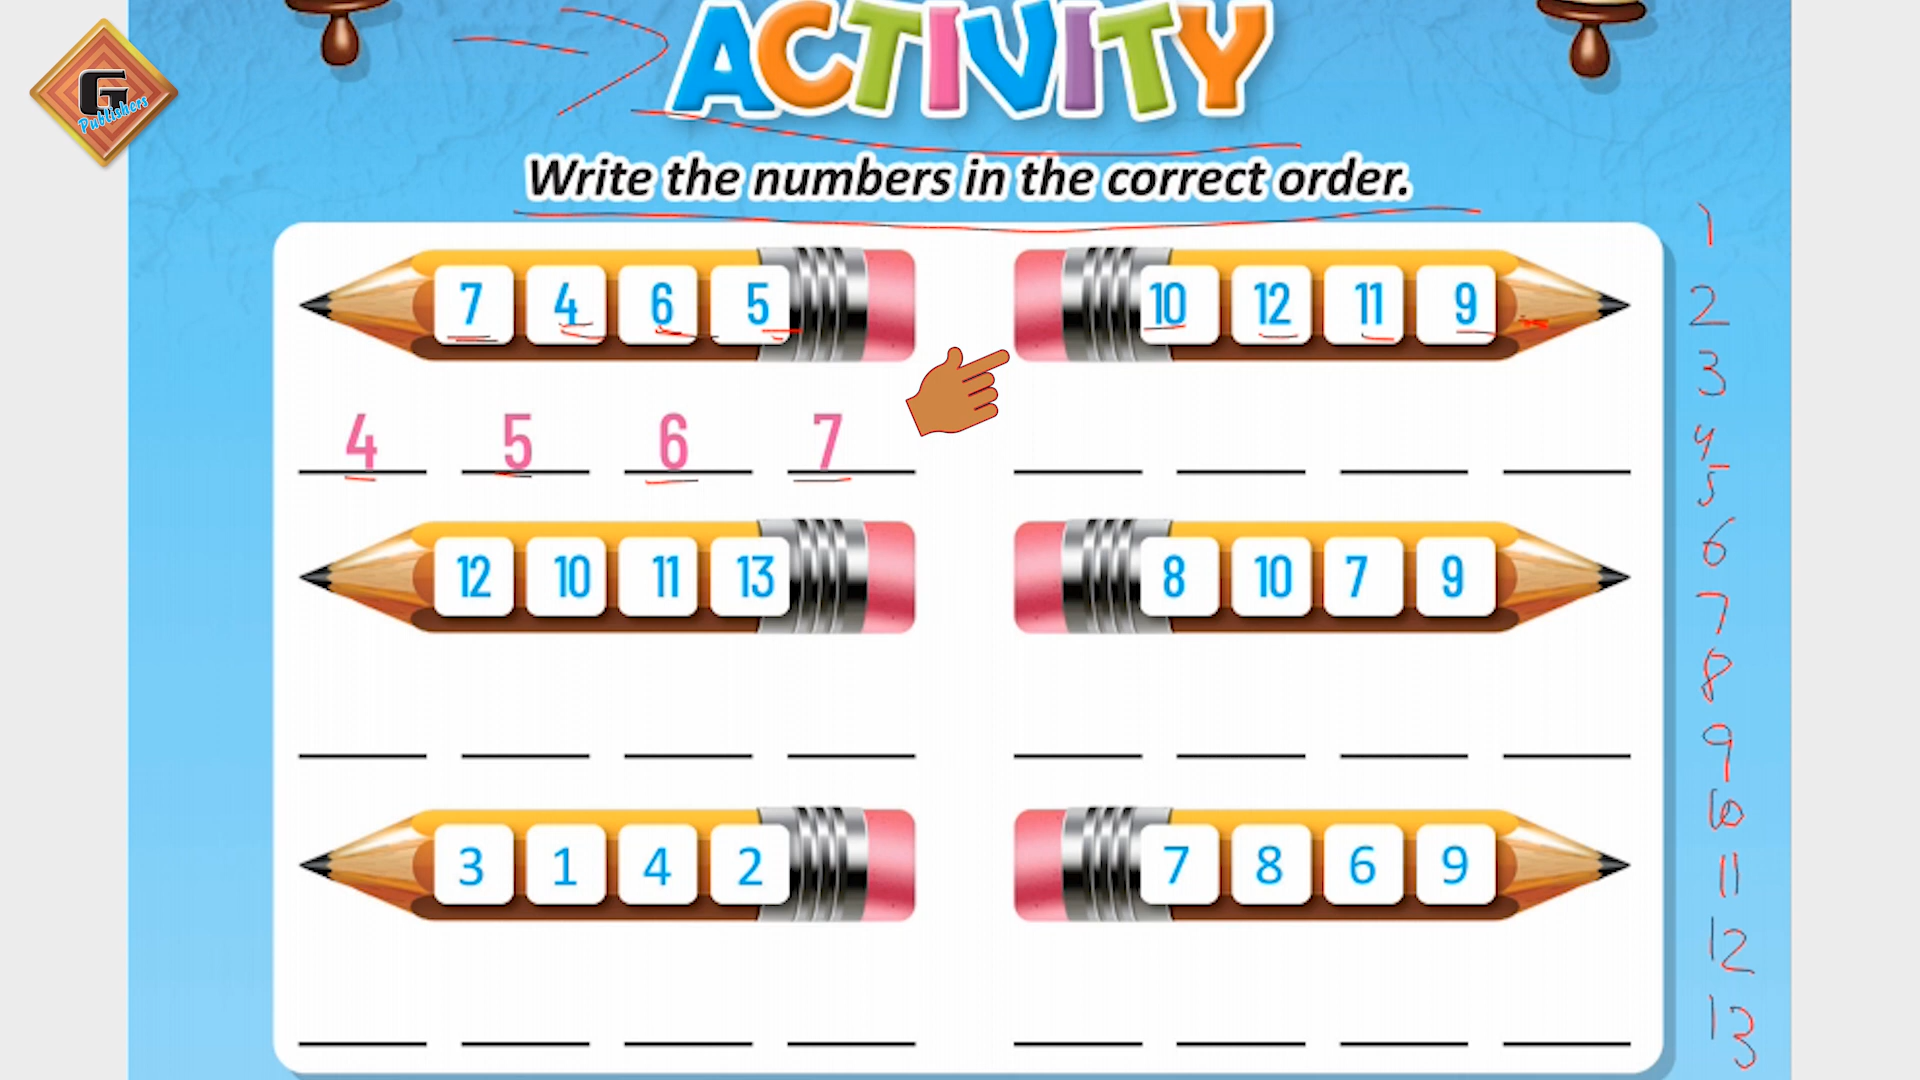 G
Publishers
ACTIVITY
Write the numbers in the correct order.
7 4 6 5
10 12 11 9
4 5 6 7
12 10 11 13
8 10 7 9
3 1 4 2
7 8 6 9
1
2
3
4
5
6
7
8
9
10
11
12
13